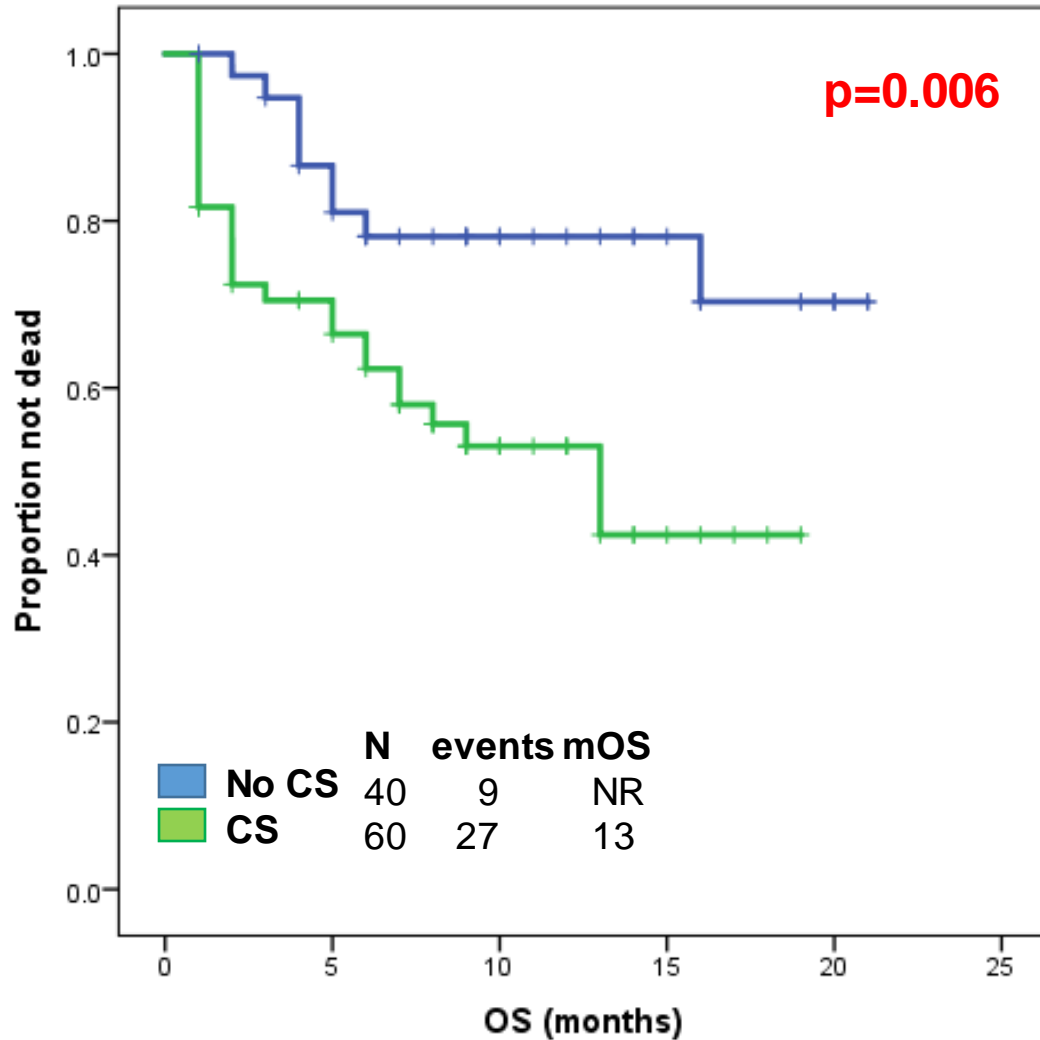 p=0.006
Proportion not dead
1.0
0.8
0.6
0.4
0.2
0.0
N events mOS
No CS 40 9 NR
CS 60 27 13
0 5 10 15 20 25
OS (months)